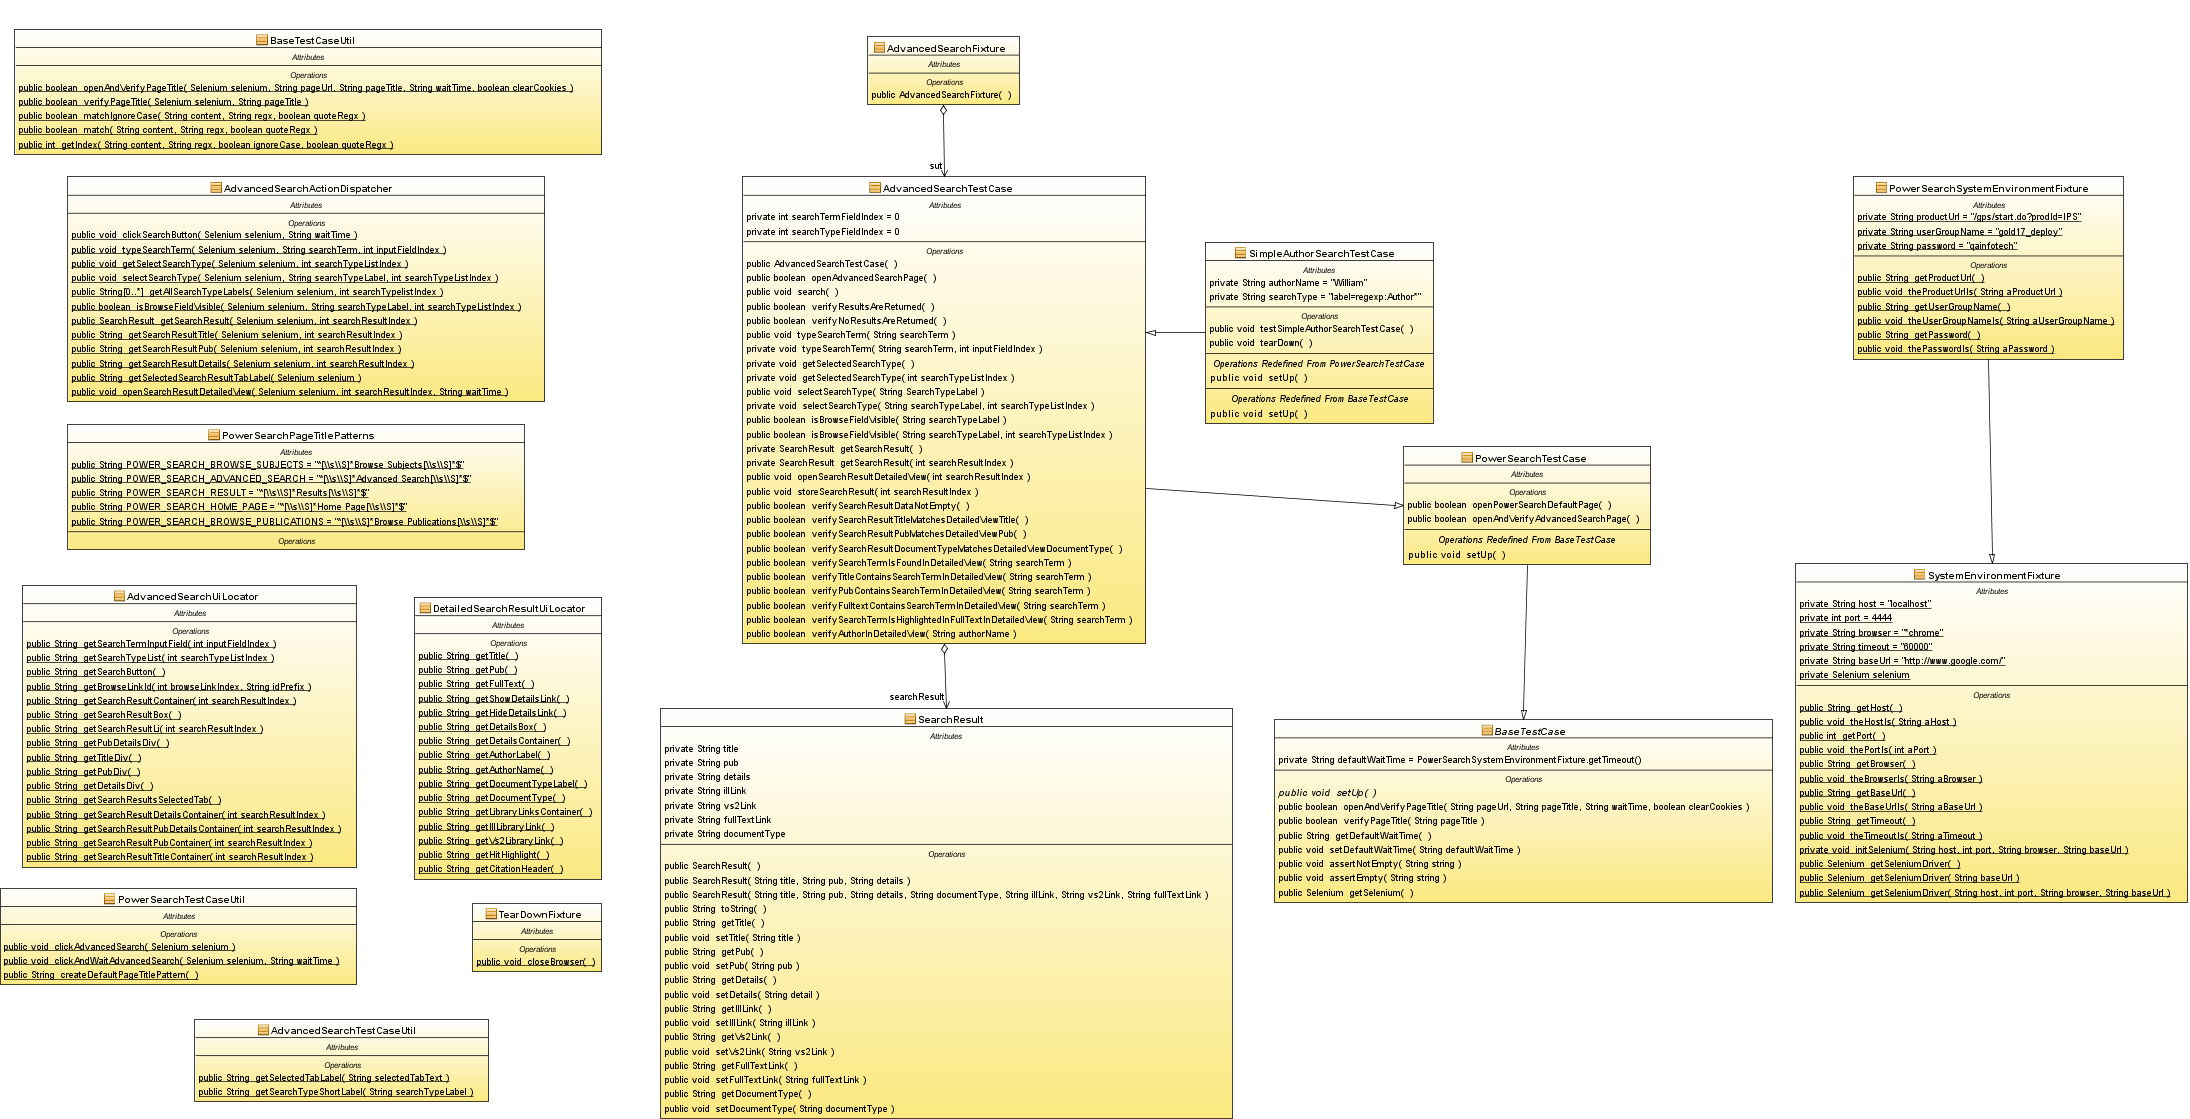 BaseTestCaseUtil
Attributes
Operations
public boolean openAndVerifyPageTitle( Selenium selenium, String pageUrl, String pageTitle, String waitTime, boolean clearCookies )
public boolean verifyPageTitle( Selenium selenium, String pageTitle )
public boolean matchIgnoreCase( String content, String regx, boolean quoteRegx )
public boolean match( String content, String regx, boolean quoteRegx )
public int getIndex( String content, String regx, boolean ignoreCase, boolean quoteRegx )
AdvancedSearchActionDispatcher
Attributes
Operations
public void clickSearchButton( Selenium selenium, String waitTime )
public void typeSearchTerm( Selenium selenium, String searchTerm, int inputFieldIndex )
public void getSelectSearchType( Selenium selenium, int searchTypeListIndex )
public void selectSearchType( Selenium selenium, String searchTypeLabel, int searchTypeListIndex )
public String[0..*] getAllSearchTypeLabels( Selenium selenium, int searchTypelistIndex )
public boolean isBrowseFieldVisible( Selenium selenium, String searchTypeLabel, int searchTypeListIndex )
public SearchResult getSearchResult( Selenium selenium, int searchResultIndex )
public String getSearchResultTitle( Selenium selenium, int searchResultIndex )
public String getSearchResultPub( Selenium selenium, int searchResultIndex )
public String getSearchResultDetails( Selenium selenium, int searchResultIndex )
public String getSelectedSearchResultTabLabel( Selenium selenium )
public void openSearchResultDetailedView( Selenium selenium, int searchResultIndex, String waitTime )
PowerSearchPageTitlePatterns
Attributes
public String POWER_SEARCH_BROWSE_SUBJECTS = "^[\\s\\S]*Browse Subjects[\\s\\S]*$"
public String POWER_SEARCH_ADVANCED_SEARCH = "^[\\s\\S]*Advanced Search[\\s\\S]*$"
public String POWER_SEARCH_RESULT = "^[\\s\\S]*Results[\\s\\S]*$"
public String POWER_SEARCH_HOME_PAGE = "^[\\s\\S]*Home Page[\\s\\S]*$"
public String POWER_SEARCH_BROWSE_PUBLICATIONS = "^[\\s\\S]*Browse Publications[\\s\\S]*$"
Operations
AdvancedSearchUiLocator
Attributes
Operations
public String getSearchTermInputField( int inputFieldIndex )
public String getSearchTypeList( int searchTypeListIndex )
public String getSearchButton( )
public String getBrowseLinkId( int browseLinkIndex, String idPrefix )
public String getSearchResultContainer( int searchResultIndex )
public String getSearchResultBox( )
public String getSearchResultLi( int searchResultIndex )
public String getPubDetailsDiv( )
public String getTitleDiv( )
public String getPubDiv( )
public String getDetailsDiv( )
public String getSearchResultsSelectedTab( )
public String getSearchResultDetailsContainer( int searchResultIndex )
public String getSearchResultPubDetailsContainer( int searchResultIndex )
public String getSearchResultPubContainer( int searchResultIndex )
public String getSearchResultTitleContainer( int searchResultIndex )
DetailedSearchResultUiLocator
Attributes
Operations
public String getTitle( )
public String getPub( )
public String getFullText( )
public String getShowDetailsLink( )
public String getHideDetailsLink( )
public String getDetailsBox( )
public String getDetailsContainer( )
public String getAuthorLabel( )
public String getAuthorName( )
public String getDocumentTypeLabel( )
public String getDocumentType( )
public String getLibraryLinksContainer( )
public String getIllLibraryLink( )
public String getVs2LibraryLink( )
public String getHitHighlight( )
public String getCitationHeader( )
PowerSearchTestCaseUtil
Attributes
Operations
public void clickAdvancedSearch( Selenium selenium )
public void clickAndWaitAdvancedSearch( Selenium selenium, String waitTime )
public String createDefaultPageTitlePattern( )
TearDownFixture
Attributes
Operations
public void closeBrowser( )
AdvancedSearchTestCaseUtil
Attributes
Operations
public String getSelectedTabLabel( String selectedTabText )
public String getSearchTypeShortLabel( String searchTypeLabel )
AdvancedSearchFixture
Attributes
Operations
public AdvancedSearchFixture( )
sut
AdvancedSearchTestCase
Attributes
private int searchTermFieldIndex = 0
private int searchTypeFieldIndex = 0
Operations
public AdvancedSearchTestCase( )
public boolean openAdvancedSearchPage( )
public void search( )
public boolean verifyResultsAreReturned( )
public boolean verifyNoResultsAreReturned( )
public void typeSearchTerm( String searchTerm )
private void typeSearchTerm( String searchTerm, int inputFieldIndex )
private void getSelectedSearchType( )
private void getSelectedSearchType( int searchTypeListIndex )
public void selectSearchType( String SearchTypeLabel )
private void selectSearchType( String searchTypeLabel, int searchTypeListIndex )
public boolean isBrowseFieldVisible( String searchTypeLabel )
public boolean isBrowseFieldVisible( String searchTypeLabel, int searchTypeListIndex )
private SearchResult getSearchResult( )
private SearchResult getSearchResult( int searchResultIndex )
public void openSearchResultDetailedView( int searchResultIndex )
public void storeSearchResult( int searchResultIndex )
public boolean verifySearchResultDataNotEmpty( )
public boolean verifySearchResultTitleMatchesDetailedViewTitle( )
public boolean verifySearchResultPubMatchesDetailedViewPub( )
public boolean verifySearchResultDocumentTypeMatchesDetailedViewDocumentType( )
public boolean verifySearchTermIsFoundInDetailedView( String searchTerm )
public boolean verifyTitleContainsSearchTermInDetailedView( String searchTerm )
public boolean verifyPubContainsSearchTermInDetailedView( String searchTerm )
public boolean verifyFulltextContainsSearchTermInDetailedView( String searchTerm )
public boolean verifySearchTermIsHighlightedInFullTextInDetailedView( String searchTerm )
public boolean verifyAuthorInDetailedView( String authorName )
searchResult
SearchResult
Attributes
private String title
private String pub
private String details
private String illLink
private String vs2Link
private String fullTextLink
private String documentType
Operations
public SearchResult( )
public SearchResult( String title, String pub, String details )
public SearchResult( String title, String pub, String details, String documentType, String illLink, String vs2Link, String fullTextLink )
public String toString( )
public String getTitle( )
public void setTitle( String title )
public String getPub( )
public void setPub( String pub )
public String getDetails( )
public void setDetails( String detail )
public String getIllLink( )
public void setIllLink( String illLink )
public String getVs2Link( )
public void setVs2Link( String vs2Link )
public String getFullTextLink( )
public void setFullTextLink( String fullTextLink )
public String getDocumentType( )
public void setDocumentType( String documentType )
SimpleAuthorSearchTestCase
Attributes
private String authorName = "William"
private String searchType = "label=regexp:Author*"
Operations
public void testSimpleAuthorSearchTestCase( )
public void tearDown( )
Operations Redefined From PowerSearchTestCase
public void setUp( )
Operations Redefined From BaseTestCase
public void setUp( )
PowerSearchTestCase
Attributes
Operations
public boolean openPowerSearchDefaultPage( )
public boolean openAndVerifyAdvancedSearchPage( )
Operations Redefined From BaseTestCase
public void setUp( )
BaseTestCase
Attributes
private String defaultWaitTime = PowerSearchSystemEnvironmentFixture.getTimeout()
Operations
public void setUp( )
public boolean openAndVerifyPageTitle( String pageUrl, String pageTitle, String waitTime, boolean clearCookies )
public boolean verifyPageTitle( String pageTitle )
public String getDefaultWaitTime( )
public void setDefaultWaitTime( String defaultWaitTime )
public void assertNotEmpty( String string )
public void assertEmpty( String string )
public Selenium getSelenium( )
PowerSearchSystemEnvironmentFixture
Attributes
private String productUrl = "/gps/start.do?prodId=IPS"
private String userGroupName = "gold17_deploy"
private String password = "qainfotech"
Operations
public String getProductUrl( )
public void theProductUrlIs( String aProductUrl )
public String getUserGroupName( )
public void theUserGroupNameIs( String aUserGroupName )
public String getPassword( )
public void thePasswordIs( String aPassword )
SystemEnvironmentFixture
Attributes
private String host = "localhost"
private int port = 4444
private String browser = "*chrome"
private String timeout = "60000"
private String baseUrl = "http://www.google.com/"
private Selenium selenium
Operations
public String getHost( )
public void theHostIs( String aHost )
public int getPort( )
public void thePortIs( int aPort )
public String getBrowser( )
public void theBrowserIs( String aBrowser )
public String getBaseUrl( )
public void theBaseUrlIs( String aBaseUrl )
public String getTimeout( )
public void theTimeoutIs( String aTimeout )
private void initSelenium( String host, int port, String browser, String baseUrl )
public Selenium getSeleniumDriver( )
public Selenium getSeleniumDriver( String baseUrl )
public Selenium getSeleniumDriver( String host, int port, String browser, String baseUrl )